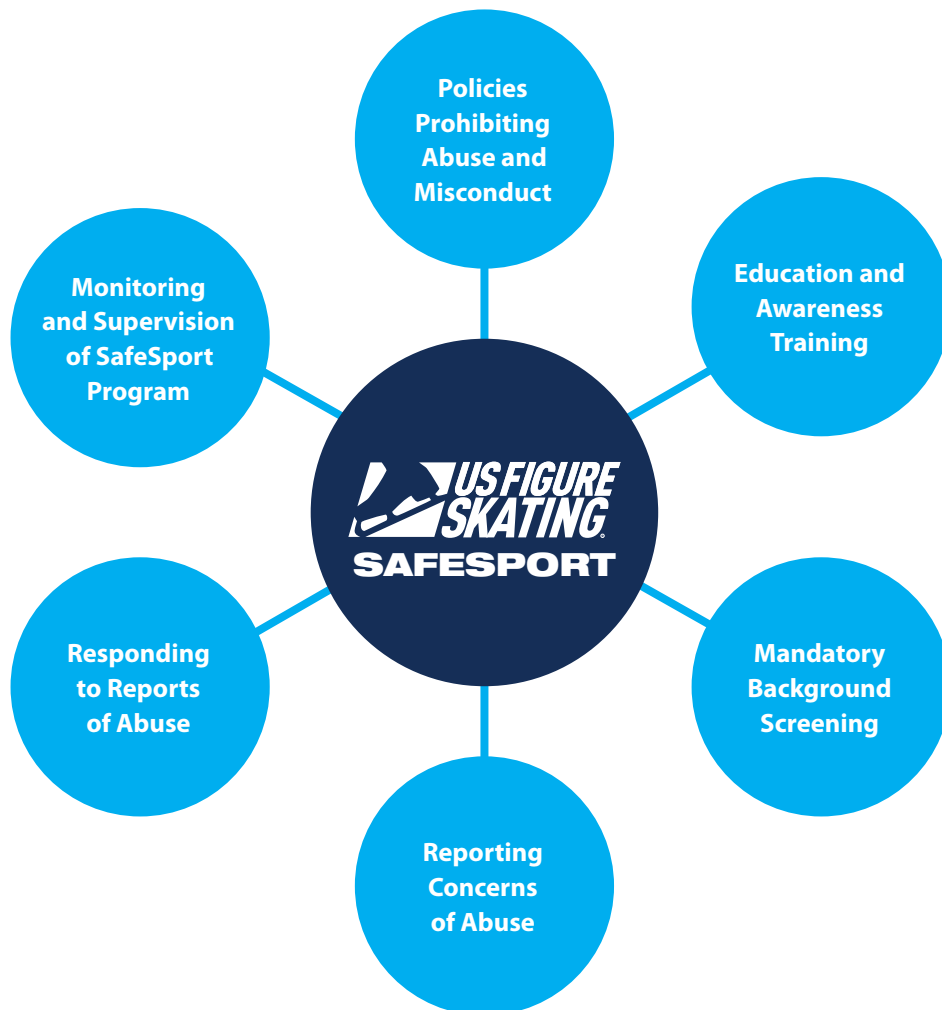 Policies
Prohibiting
Abuse and
Misconduct
Education and
Awareness
Training
Mandatory
Background
Screening
Reporting
Concerns
of Abuse
Responding
to Reports
of Abuse
Monitoring
and Supervision
of SafeSport
Program
US FIGURE
SKATING®
SAFESPORT